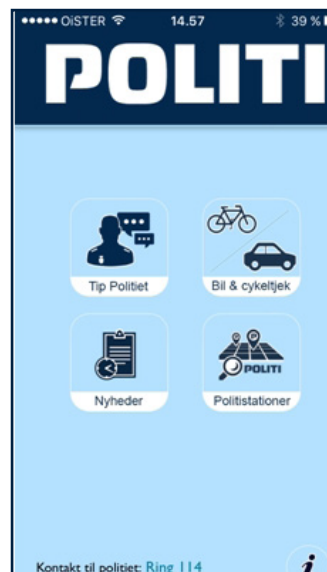 OiSTER 14.57 39 %
POLITI
Tip Politiet
Bil & cykeltjek
POLITI
Nyheder
Politistationer
Kontakt til politiet: Ring 114
i